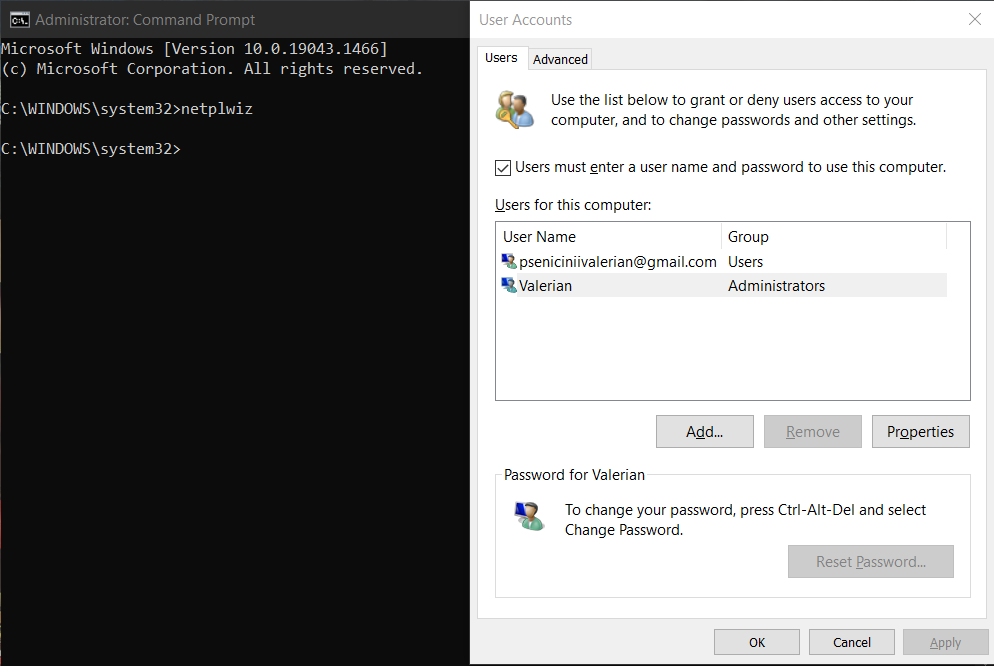 Administrator: Command Prompt
Microsoft Windows [Version 10.0.19043.1466]
(c) Microsoft Corporation. All rights reserved.
C:\WINDOWS\system32>netplwiz
C:\WINDOWS\system32>
User Accounts
Users
Advanced
Use the list below to grant or deny users access to your
computer, and to change passwords and other settings.
Users must enter a user name and password to use this computer.
Users for this computer:
User Name Group
pseniciniivalerian@gmail.com Users
Valerian Administrators
Add... Remove Properties
Password for Valerian
To change your password, press Ctrl-Alt-Del and select
Change Password.
Reset Password...
OK Cancel Apply